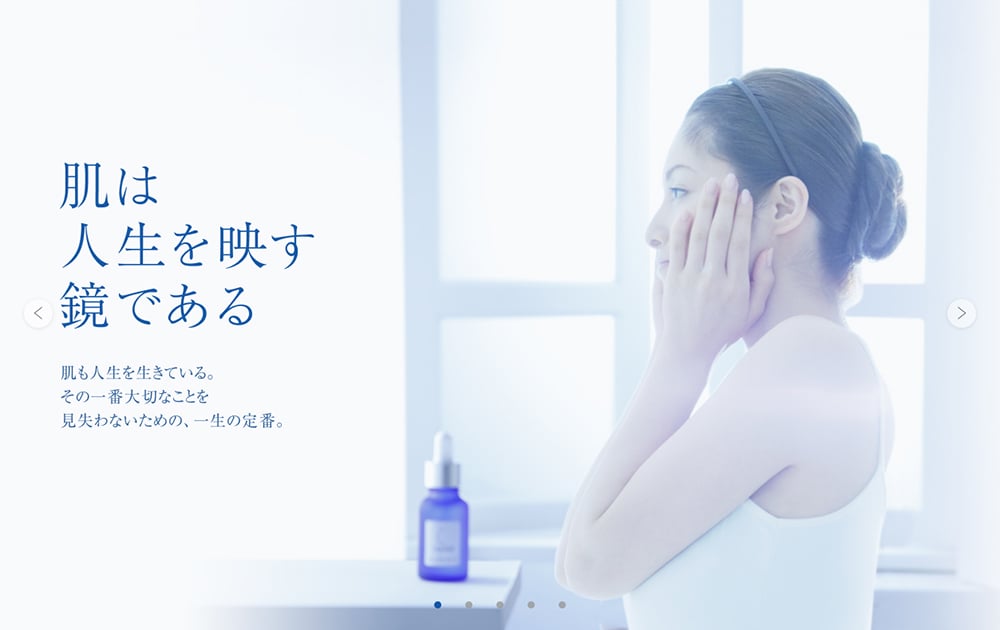 肌は
人生を映す
鏡である
肌も人生を生きている。
その一番大切なことを
見失わないための、一生の定番。